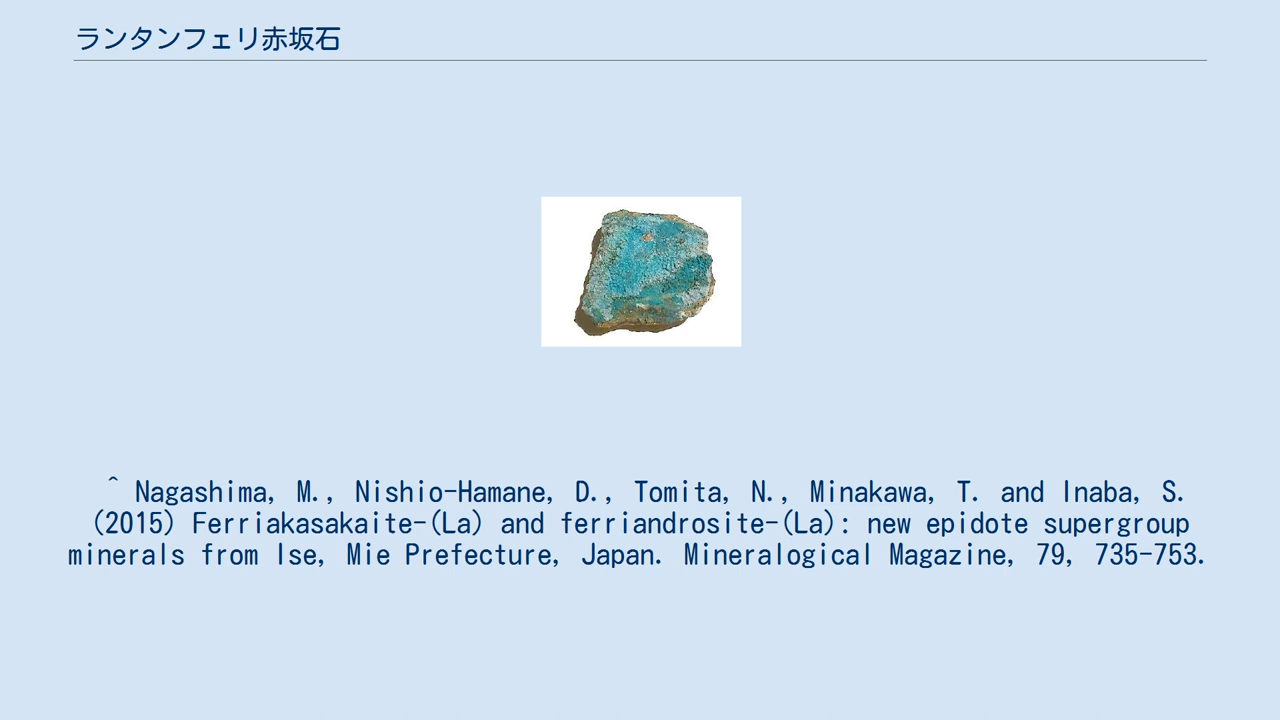 ランタンフェリ赤坂石
^ Nagashima, M., Nishio-Hamane, D., Tomita, N., Minakawa, T. and Inaba, S.
(2015) Ferriakasakaite-(La) and ferriandrosite-(La): new epidote supergroup
minerals from Ise, Mie Prefecture, Japan. Mineralogical Magazine, 79, 735-753.